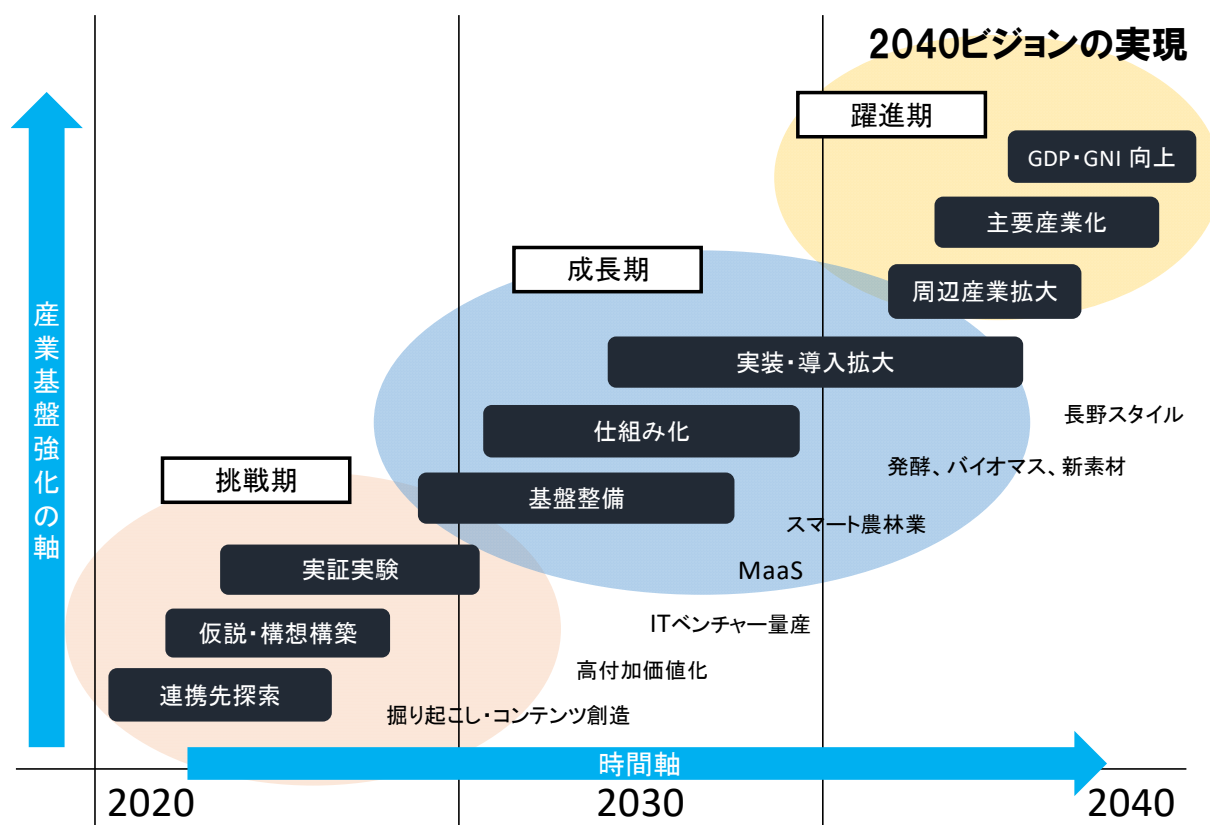 2040ビジョンの実現
躍進期
GDP・GNI 向上
主要産業化
周辺産業拡大
成長期
実装・導入拡大
仕組み化
基盤整備
挑戦期
実証実験
仮説・構想構築
連携先探索
長野スタイル
発酵、バイオマス、新素材
スマート農林業
MaaS
ITベンチャー量産
高付加価値化
掘り起こし・コンテンツ創造
産業基盤強化の軸
時間軸
2020
2030
2040